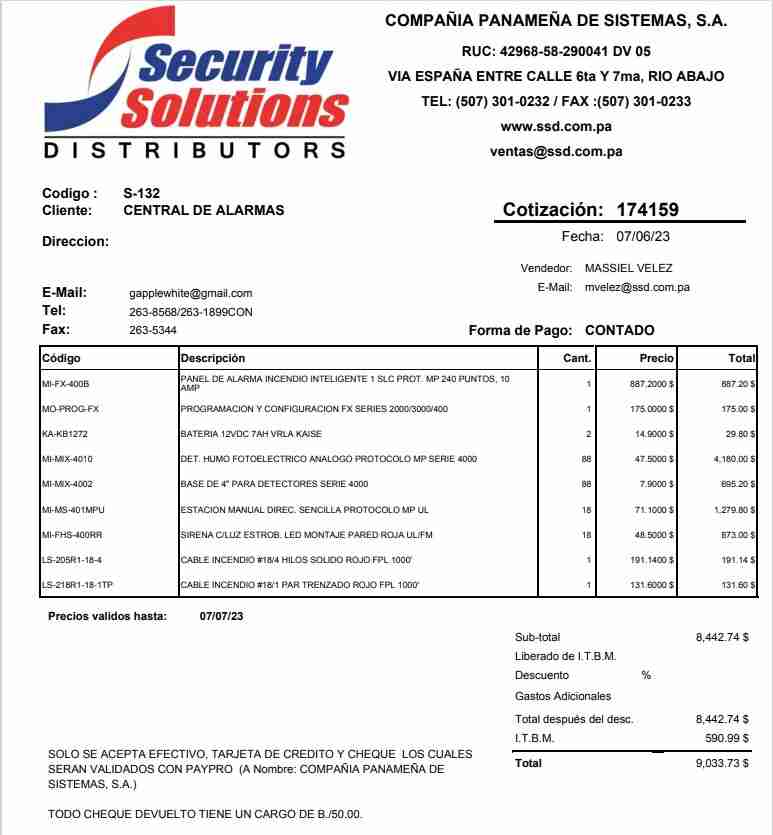 Security
Solutions
DISTRIBUTORS
COMPAÑIA PANAMEÑA DE SISTEMAS, S.A.
RUC: 42968-58-290041 DV 05
VIA ESPAÑA ENTRE CALLE 6ta Y 7ma, RIO ABAJO
TEL: (507) 301-0232 / FAX :(507) 301-0233
www.ssd.com.pa
ventas@ssd.com.pa
Codigo : S-132
Cliente: CENTRAL DE ALARMAS
Cotización: 174159
Direccion:
Fecha: 07/06/23
Vendedor: MASSIEL VELEZ
E-Mail: mvelez@ssd.com.pa
E-Mail: gapplewhite@gmail.com
Tel: 263-8568/263-1899CON
Fax: 263-5344
Forma de Pago: CONTADO
Código Descripción Cant. Precio Total
MI-FX-400B PANEL DE ALARMA INCENDIO INTELIGENTE 1 SLC PROT. MP 240 PUNTOS, 10 1 887.2000 $ 887.20 $
AMP
MO-PROG-FX PROGRAMACION Y CONFIGURACION FX SERIES 2000/3000/400 1 175.0000 $ 175.00 $
KA-KB1272 BATERIA 12VDC 7AH VRLA KAISE 2 14.9000 $ 29.80 $
MI-MIX-4010 DET. HUMO FOTOELECTRICO ANALOGO PROTOCOLO MP SERIE 4000 88 47.5000 $ 4,180.00 $
MI-MIX-4002 BASE DE 4" PARA DETECTORES SERIE 4000 88 7.9000 $ 695.20 $
MI-MS-401MPU ESTACION MANUAL DIREC. SENCILLA PROTOCOLO MP UL 18 71.1000 $ 1,279.80 $
MI-FHS-400RR SIRENA C/LUZ ESTROB. LED MONTAJE PARED ROJA UL/FM 18 48.5000 $ 873.00 $
LS-205R1-18-4 CABLE INCENDIO #18/4 HILOS SOLIDO ROJO FPL 1000' 1 191.1400 $ 191.14 $
LS-218R1-18-1TP CABLE INCENDIO #18/1 PAR TRENZADO ROJO FPL 1000' 1 131.6000 $ 131.60 $
Precios validos hasta: 07/07/23
Sub-total 8,442.74 $
Liberado de I.T.B.M.
Descuento %
Gastos Adicionales
Total después del desc. 8,442.74 $
I.T.B.M. 590.99 $
Total 9,033.73 $
SOLO SE ACEPTA EFECTIVO, TARJETA DE CREDITO Y CHEQUE LOS CUALES
SERAN VALIDADOS CON PAYPRO (A Nombre: COMPAÑIA PANAMEÑA DE
SISTEMAS, S.A.)
TODO CHEQUE DEVUELTO TIENE UN CARGO DE B./50.00.